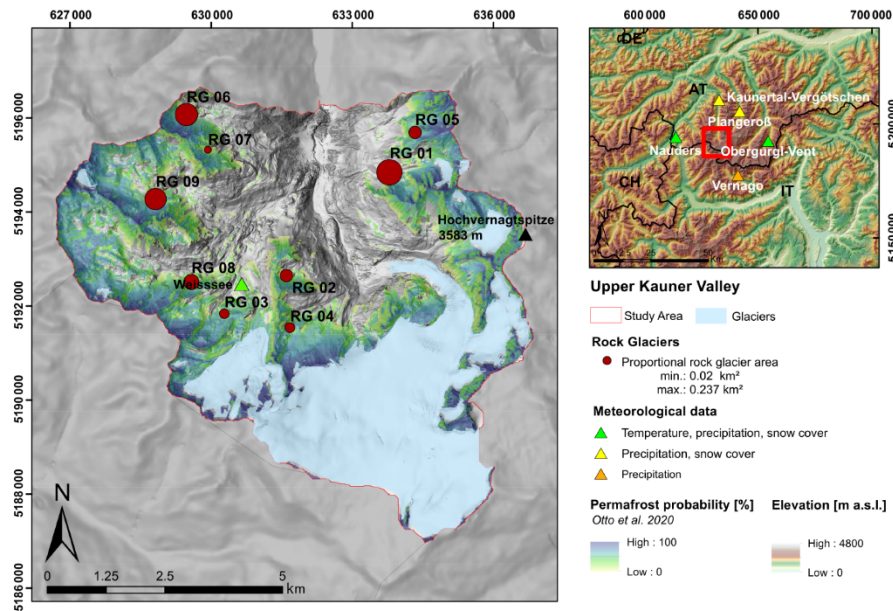 627 000
630 000
633 000
636 000
5196 000
5194 000
5192 000
5190 000
5188 000
5186 000
RG 06
RG 07
RG 05
RG 01
RG 09
Hochvernagtspitze
3583 m
RG 08
Weisssee
RG 02
RG 03
RG 04
N
0
1.25
2.5
5
km
600 000
650 000
700 000
5200 000
5150 000
DE
AT
Kaunertal-Vergötschen
Plangeroß
Nauders
Obergurgl-Vent
CH
Vernago
IT
25
Upper Kauner Valley
Study Area
Glaciers
Rock Glaciers
Proportional rock glacier area
min.: 0.02 km²
max.: 0.237 km²
Meteorological data
Temperature, precipitation, snow cover
Precipitation, snow cover
Precipitation
Permafrost probability [%]
Otto et al. 2020
High : 100
Low : 0
Elevation [m a.s.l.]
High : 4800
Low : 0